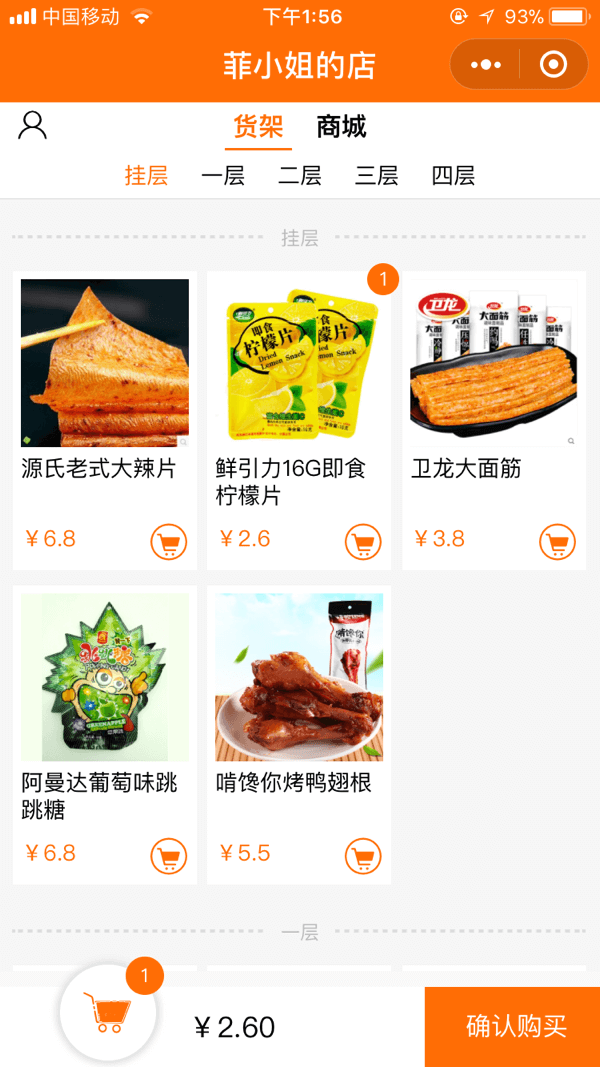 中国移动
下午1:56
93%
菲小姐的店
货架
商城
挂层
一层
二层
三层
四层
挂层
1
即食
柠檬片
Dried
Lemon Snack
卫龙
大面筋
源氏老式大辣片
鲜引力16G即食
柠檬片
卫龙大面筋
￥6.8
￥2.6
￥3.8
GREENAPPLE
啃馋你
阿曼达葡萄味跳
跳糖
啃馋你烤鸭翅根
￥6.8
￥5.5
一层
1
￥2.60
确认购买